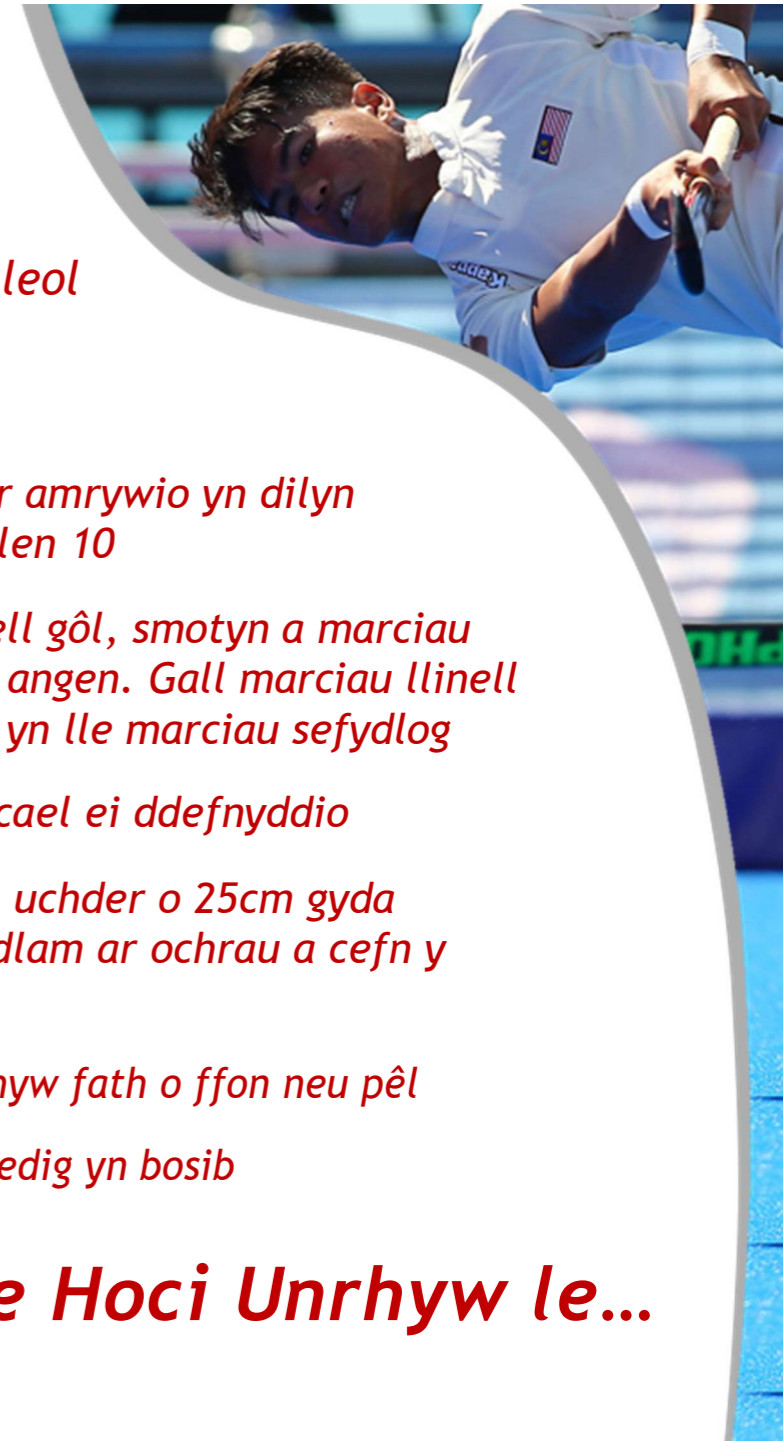 leol
r amrywio yn dilyn
len 10
ell gôl, smotyn a marciau
angen. Gall marciau llinell
yn lle marciau sefydlog
cael ei ddefnyddio
uchder o 25cm gyda
dlam ar ochrau a cefn y
hyw fath o ffon neu pêl
edig yn bosib
e Hoci Unrhyw le…
Kappa